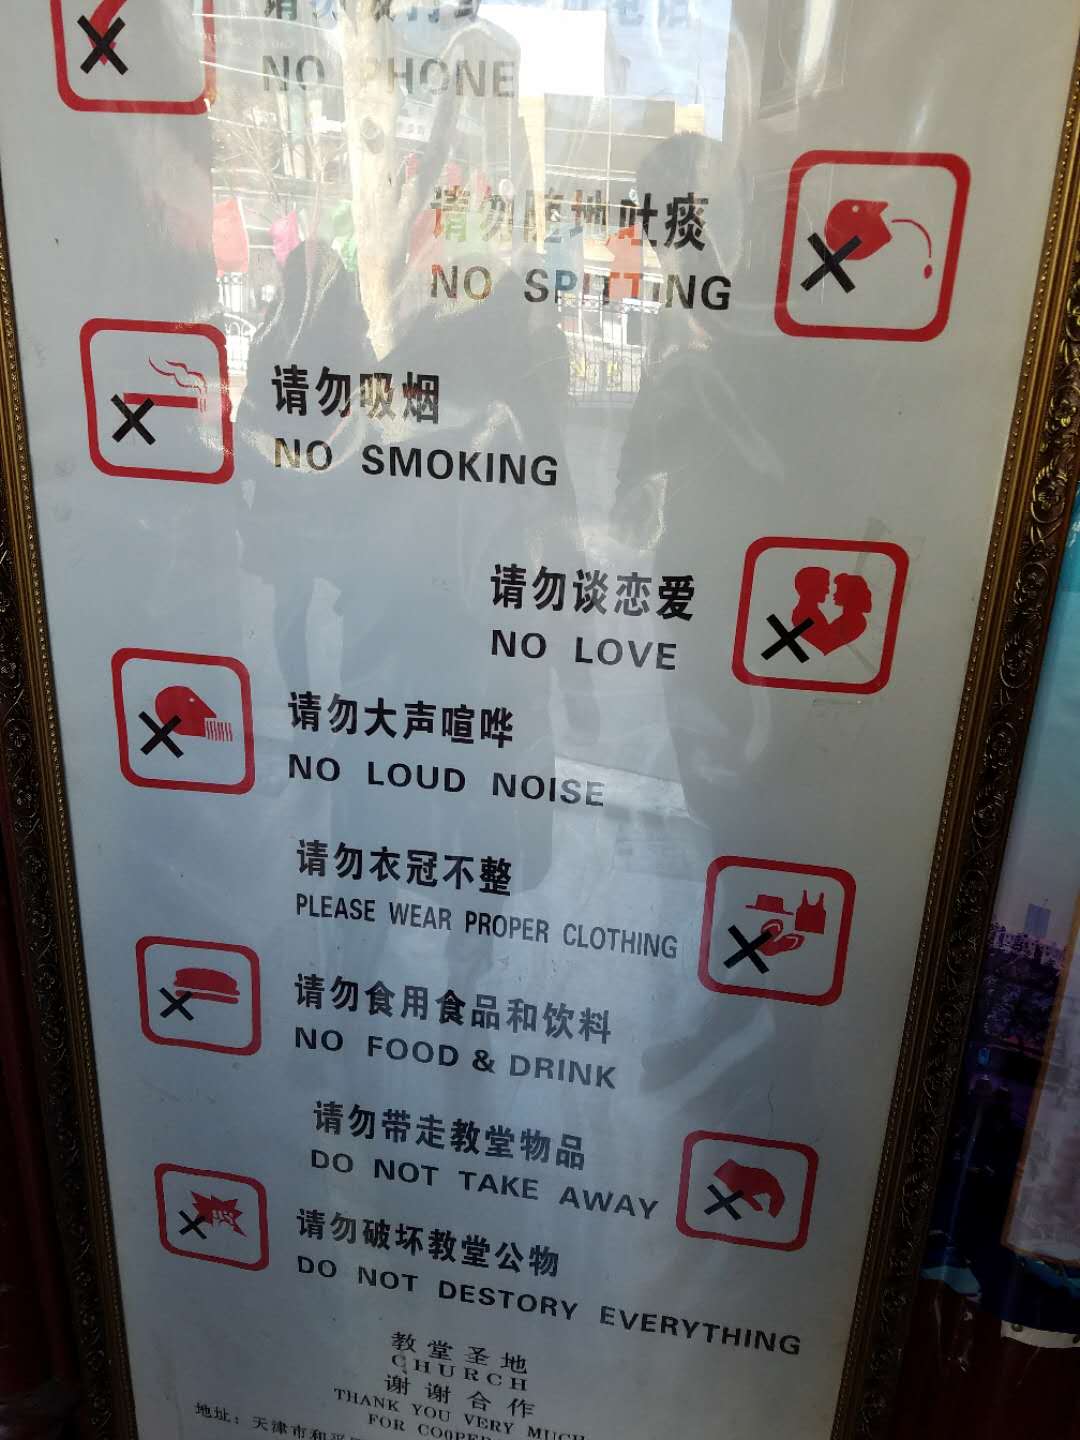 NO PHONE
请勿随地吐痰
NO SPITTING
请勿吸烟
NO SMOKING
请勿谈恋爱
NO LOVE
请勿大声喧哗
NO LOUD NOISE
请勿衣冠不整
PLEASE WEAR PROPER CLOTHING
请勿食用食品和饮料
NO FOOD & DRINK
请勿带走教堂物品
DO NOT TAKE AWAY
请勿破坏教堂公物
DO NOT DESTORY EVERYTHING
教堂圣地
CHURCH
谢谢合作
THANK YOU VERY MUCH
FOR
地址：天津市和平